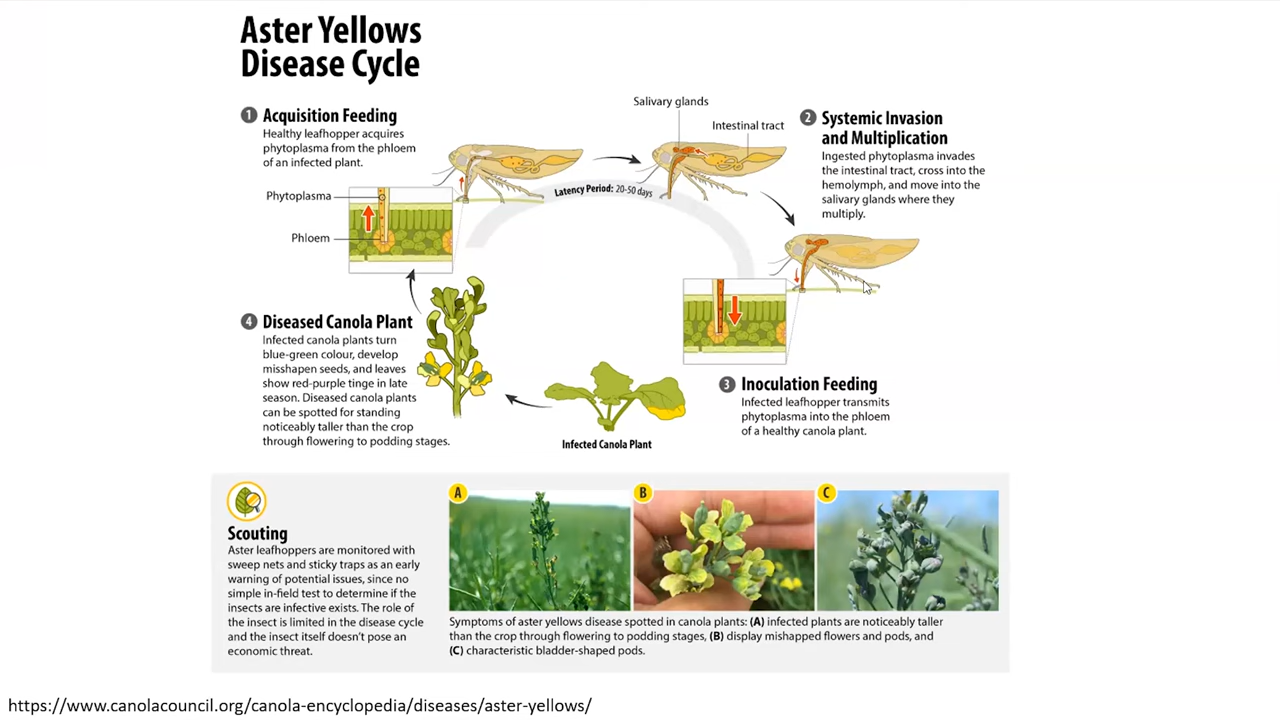 Aster Yellows
Disease Cycle
1 Acquisition Feeding
Healthy leafhopper acquires
phytoplasma from the phloem
of an infected plant.
Phytoplasma
Phloem
Salivary glands
Intestinal tract
Latency Period: 20-50 days
2 Systemic Invasion
and Multiplication
Ingested phytoplasma invades
the intestinal tract, cross into the
hemolymph, and move into the
salivary glands where they
multiply.
3 Inoculation Feeding
Infected leafhopper transmits
phytoplasma into the phloem
of a healthy canola plant.
Infected Canola Plant
4 Diseased Canola Plant
Infected canola plants turn
blue-green colour, develop
misshapen seeds, and leaves
show red-purple tinge in late
season. Diseased canola plants
can be spotted for standing
noticeably taller than the crop
through flowering to podding stages.
Scouting
Aster leafhoppers are monitored with
sweep nets and sticky traps as an early
warning of potential issues, since no
simple in-field test to determine if the
insects are infective exists. The role of
the insect is limited in the disease cycle
and the insect itself doesn't pose an
economic threat.
A
B
C
Symptoms of aster yellows disease spotted in canola plants: (A) infected plants are noticeably taller
than the crop through flowering to podding stages, (B) display mishapped flowers and pods, and
(C) characteristic bladder-shaped pods.
https://www.canolacouncil.org/canola-encyclopedia/diseases/aster-yellows/